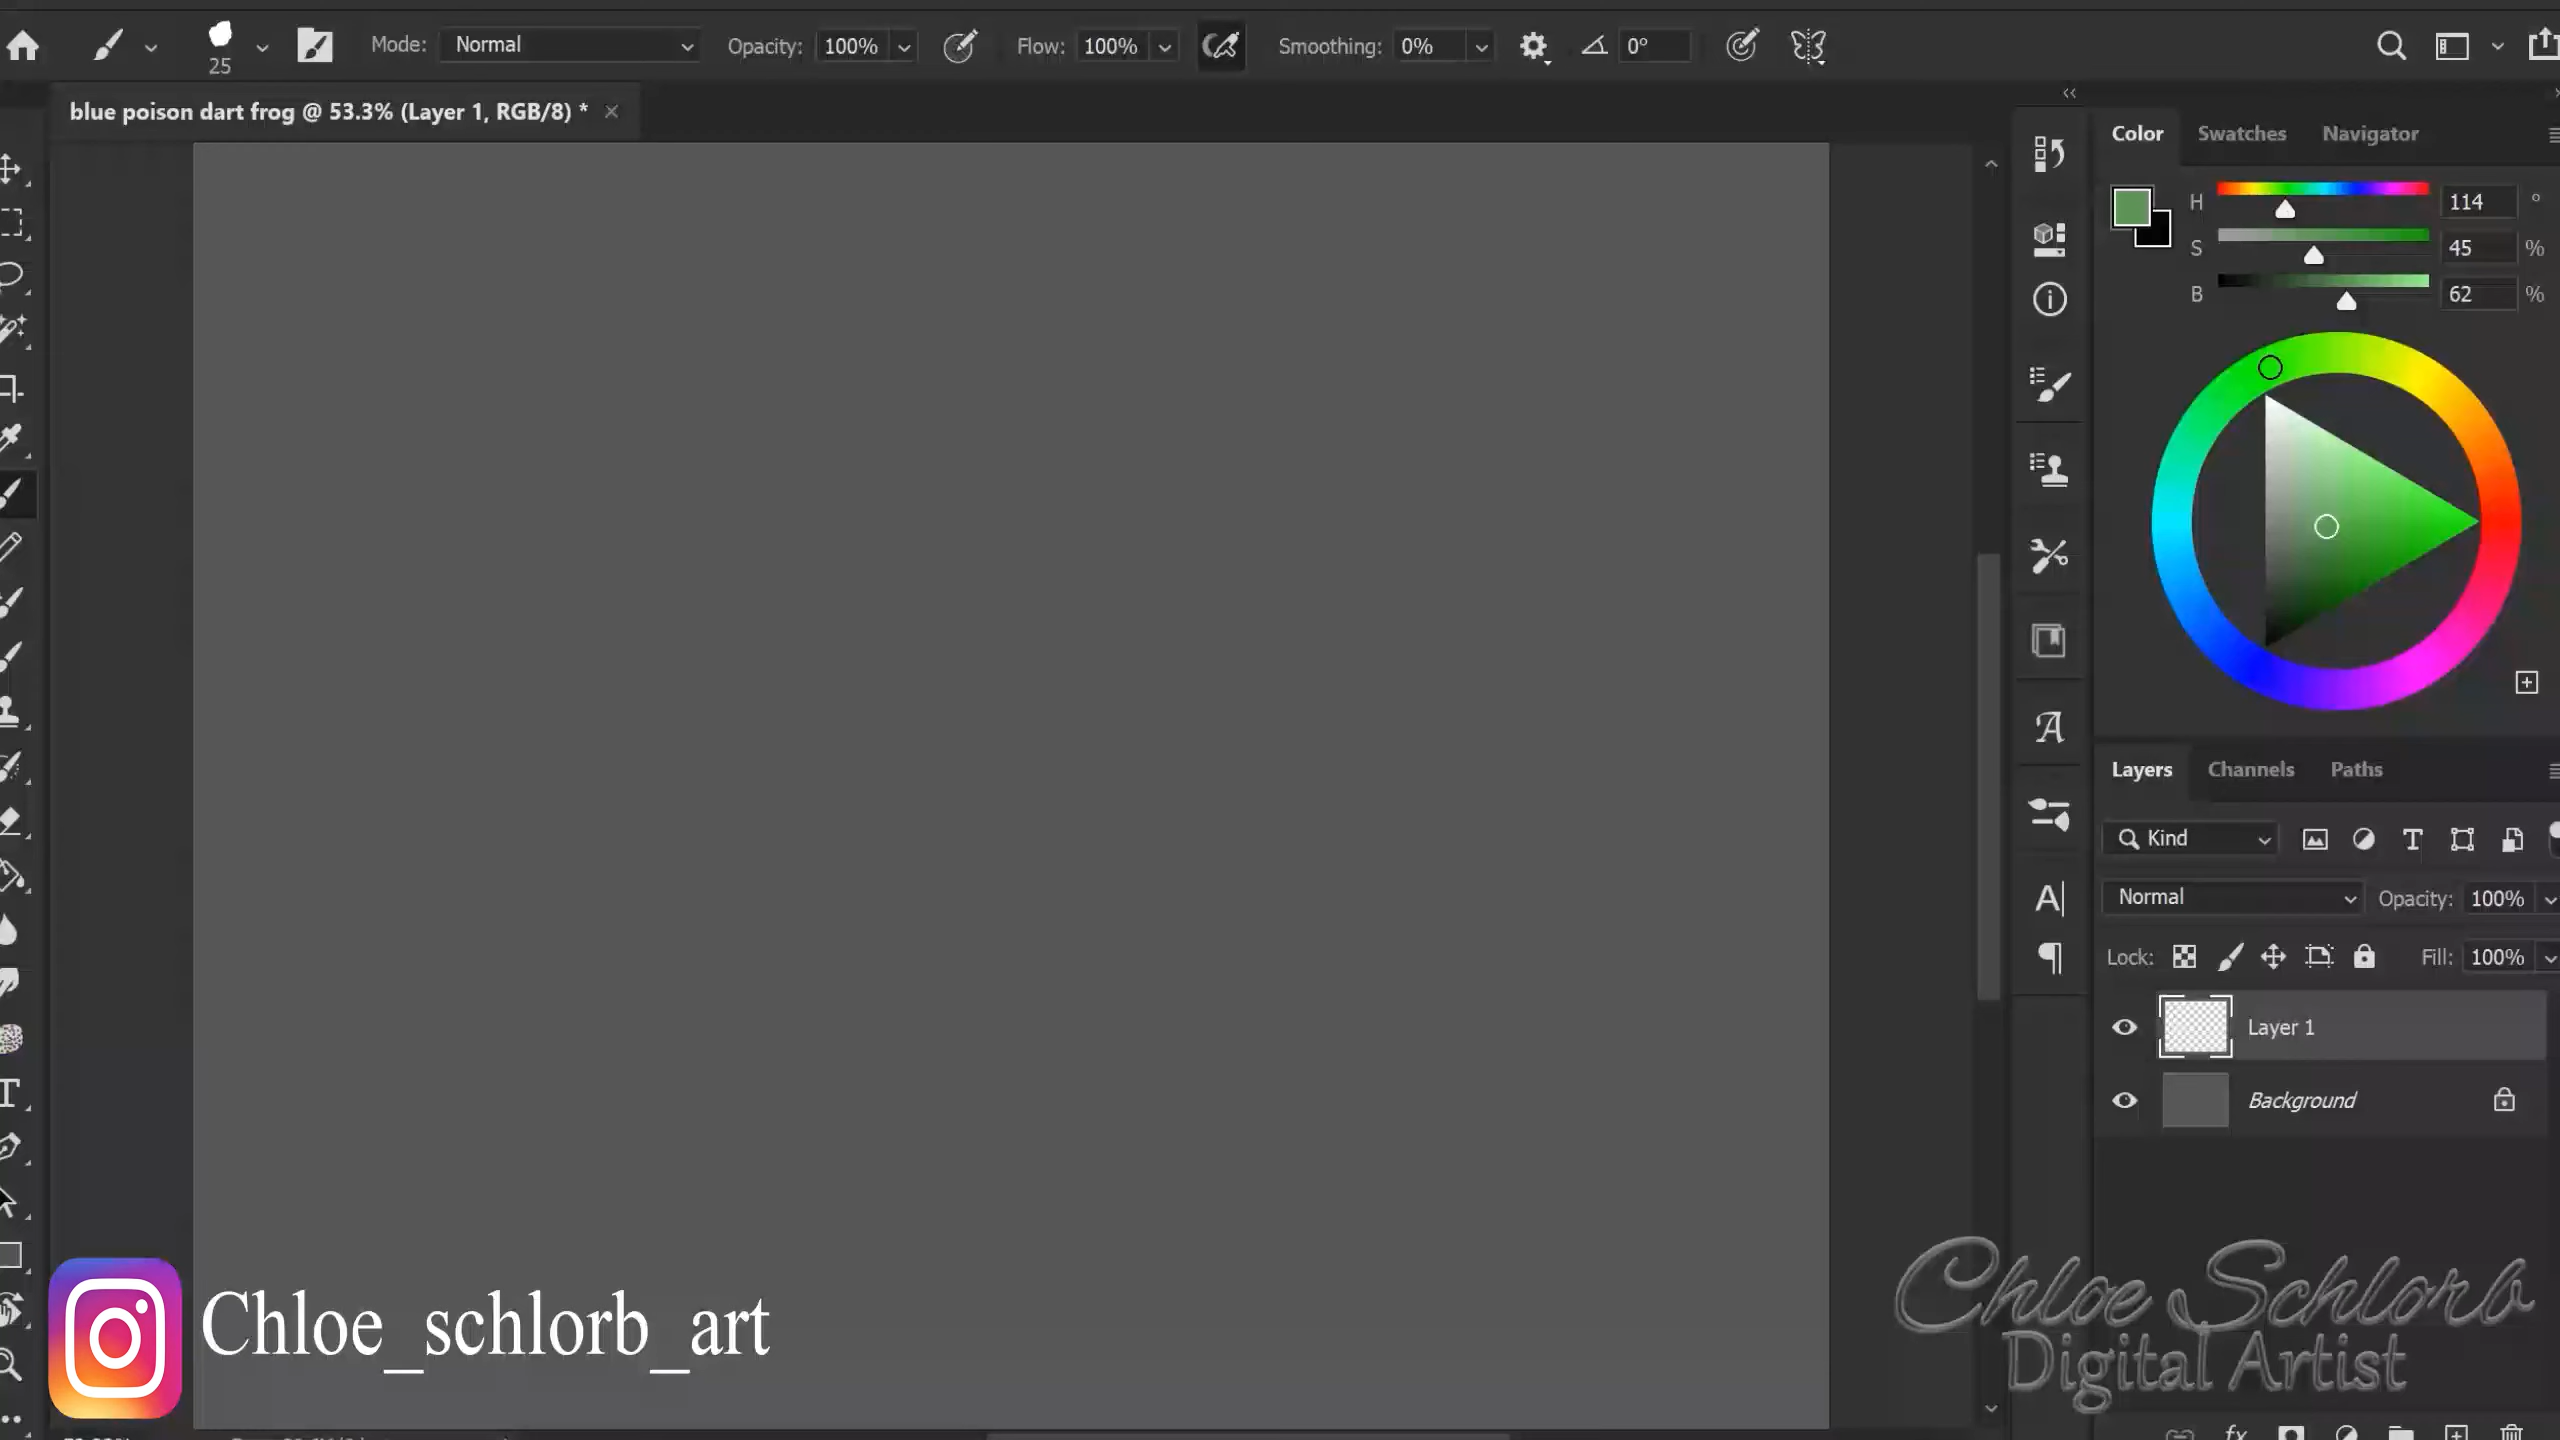 Mode: Normal Opacity: 100% Flow: 100% Smoothing: 0% 0°
25
blue poison dart frog @ 53.3% (Layer 1, RGB/8) * ×
Color Swatches Navigator
H 114 °
S 45 %
B 62 %
Layers Channels Paths
Kind
Normal Opacity: 100%
Lock: Fill: 100%
Layer 1
Background
Chloe_schlorb_art
Chloe Schlorb
Digital Artist
fx